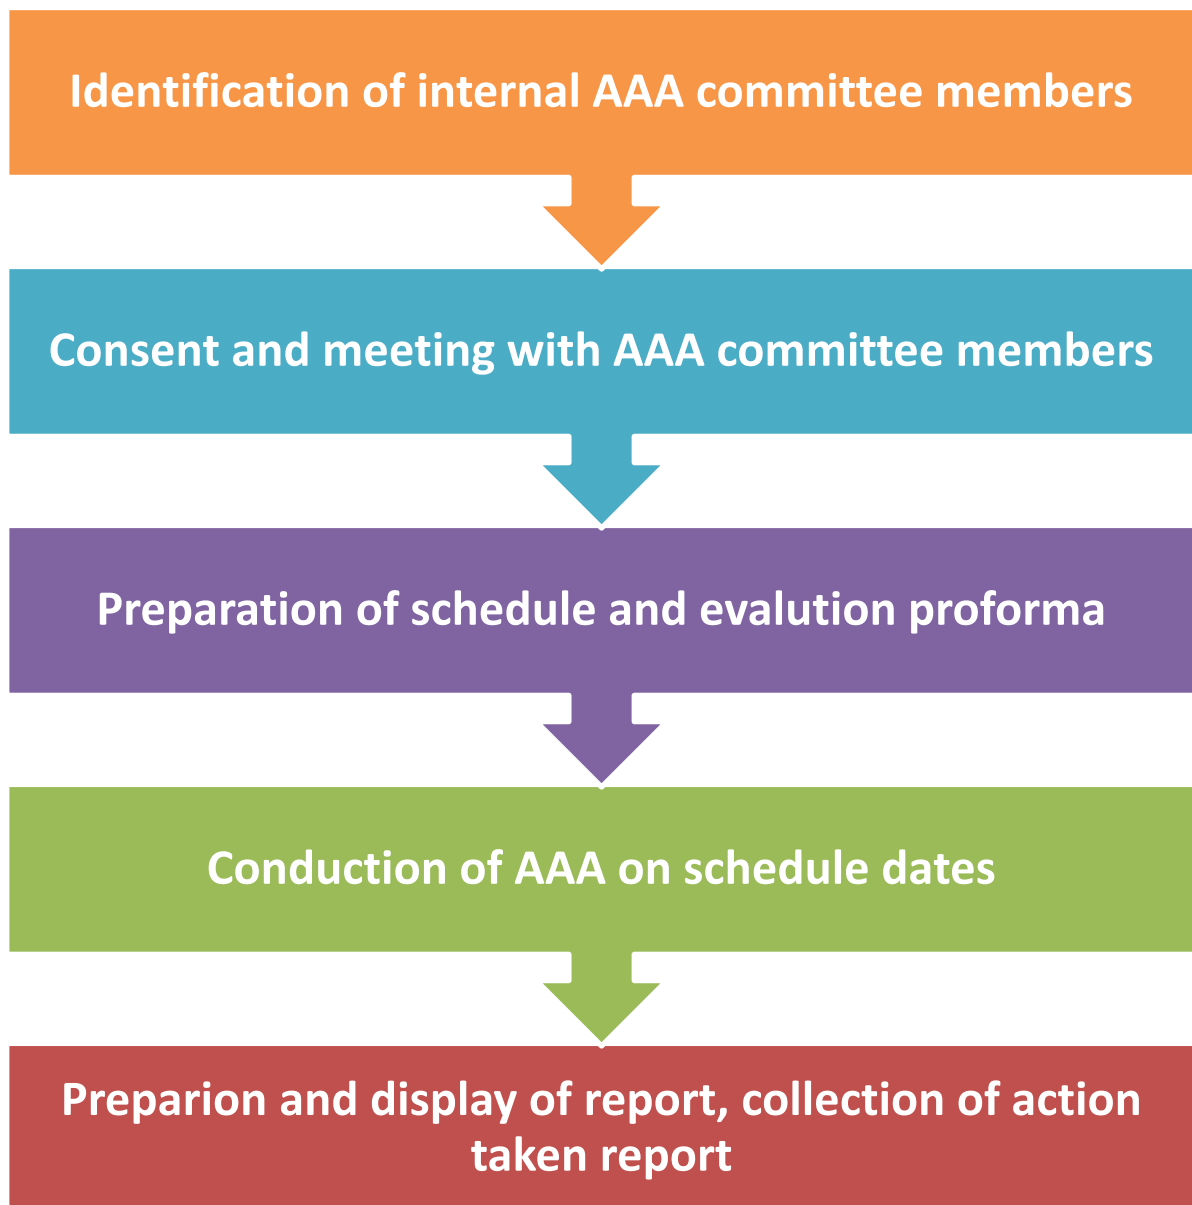 Identification of internal AAA committee members
Consent and meeting with AAA committee members
Preparation of schedule and evalution proforma
Conduction of AAA on schedule dates
Preparion and display of report, collection of action
taken report